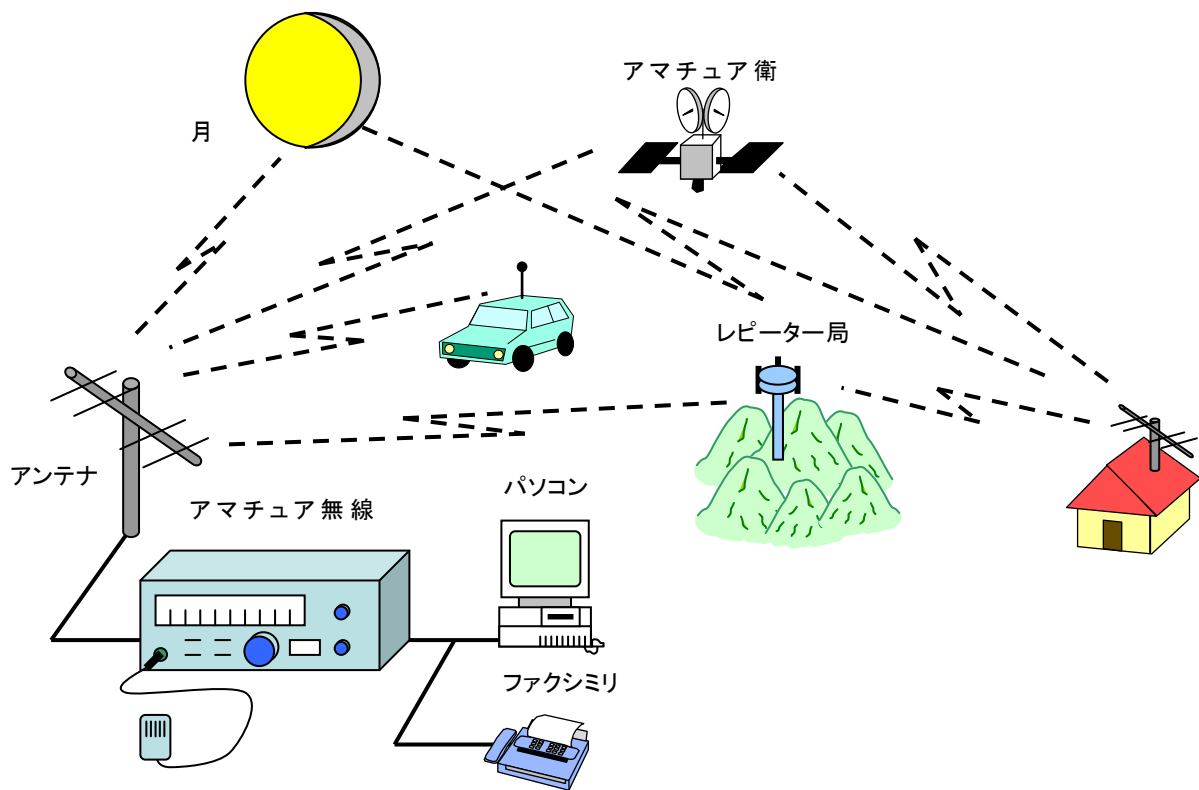 アマチュア衛
月
レピーター局
アンテナ
パソコン
アマチュア無線
ファクシミリ